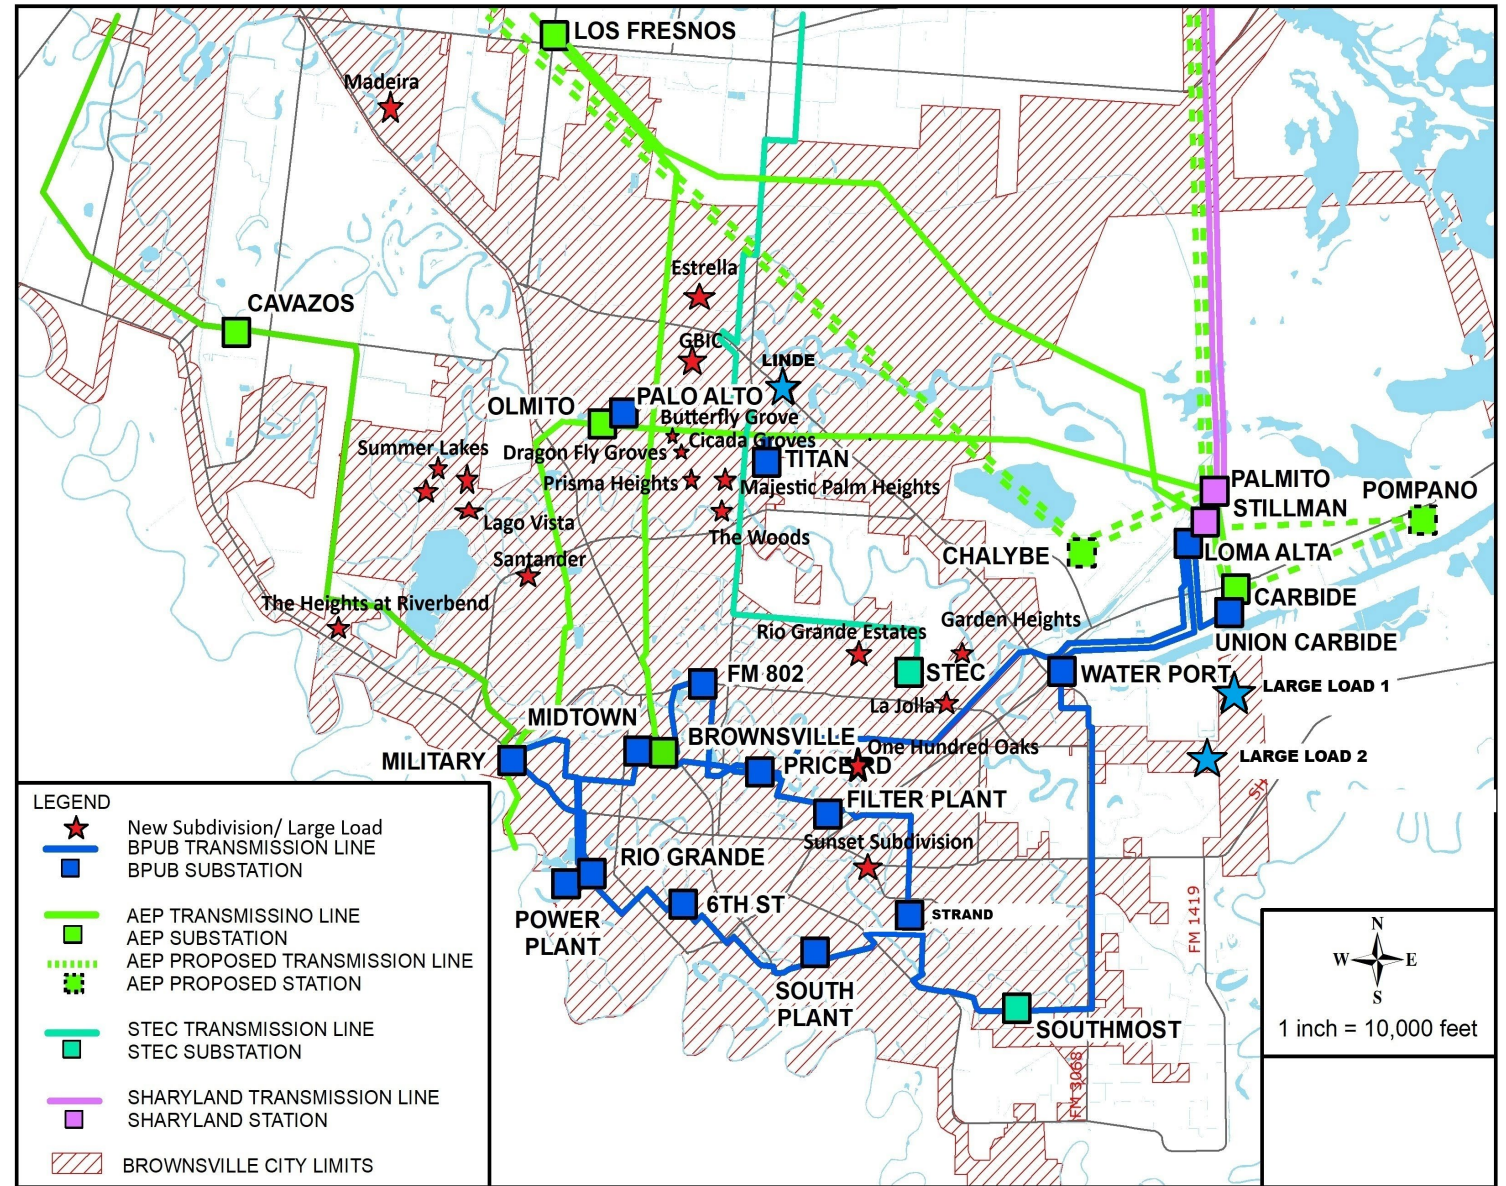 LOS FRESNOS
Madeira
CAVAZOS
Estrella
GBIC
LINDE
PALO ALTO
OLMITO
Butterfly Grove
Cicada Groves
Dragon Fly Groves
TITAN
Summer Lakes
Prisma Heights
Majestic Palm Heights
Lago Vista
The Woods
Santander
The Heights at Riverbend
PALMITO
STILLMAN
POMPANO
CHALYBE
LOMA ALTA
CARBIDE
UNION CARBIDE
Garden Heights
Rio Grande Estates
STEC
WATER PORT
LARGE LOAD 1
FM 802
La Jolla
MIDTOWN
BROWNSVILLE
One Hundred Oaks
LARGE LOAD 2
MILITARY
PRICE RD
FILTER PLANT
Sunset Subdivision
RIO GRANDE
6TH ST
STRAND
POWER
PLANT
SOUTH
PLANT
SOUTHMOST
FM 1419
FM 3068
LEGEND
New Subdivision/ Large Load
BPUB TRANSMISSION LINE
BPUB SUBSTATION
AEP TRANSMISSINO LINE
AEP SUBSTATION
AEP PROPOSED TRANSMISSION LINE
AEP PROPOSED STATION
STEC TRANSMISSION LINE
STEC SUBSTATION
SHARYLAND TRANSMISSION LINE
SHARYLAND STATION
BROWNSVILLE CITY LIMITS
N
W E
S
1 inch = 10,000 feet